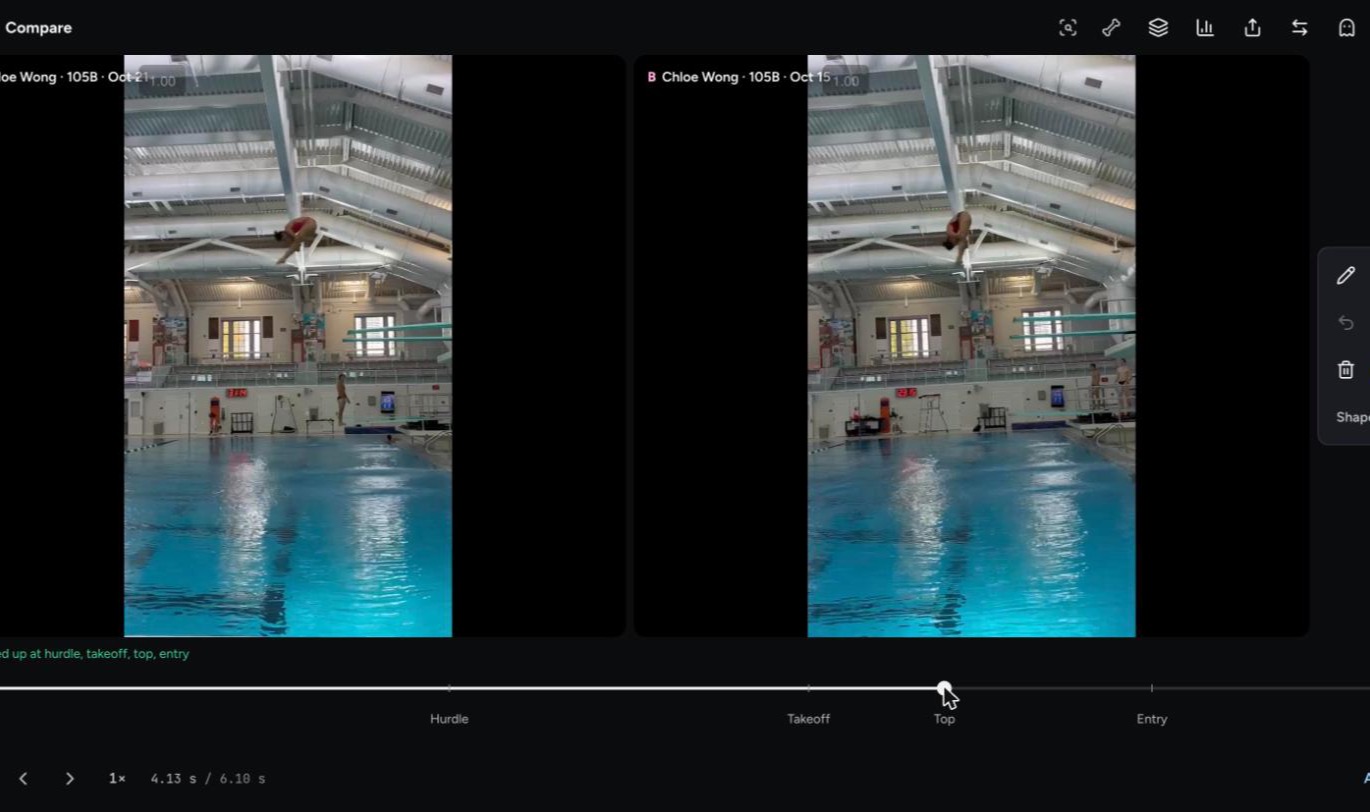 Compare
loe Wong · 105B · Oct 21
1.00
B Chloe Wong · 105B · Oct 15
1.00
Shape
ed up at hurdle, takeoff, top, entry
Hurdle
Takeoff
Top
Entry
1×
4.13 s / 6.10 s